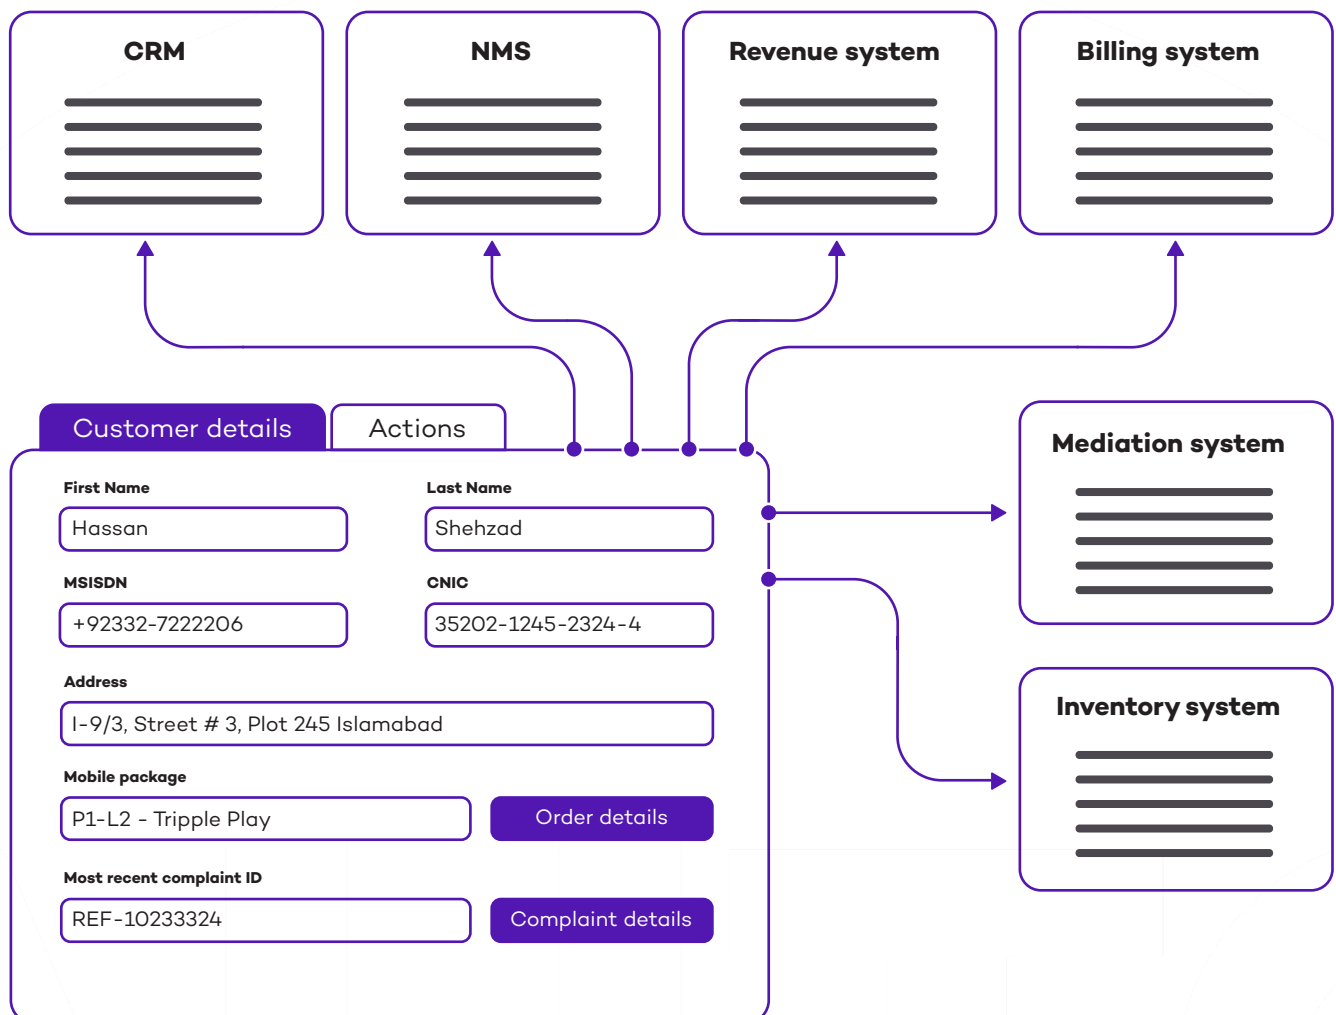 CRM
NMS
Revenue system
Billing system
Customer details
Actions
First Name
Last Name
Hassan
Shehzad
MSISDN
CNIC
+92332-7222206
35202-1245-2324-4
Address
I-9/3, Street # 3, Plot 245 Islamabad
Mobile package
P1-L2 - Tripple Play
Order details
Most recent complaint ID
REF-10233324
Complaint details
Mediation system
Inventory system